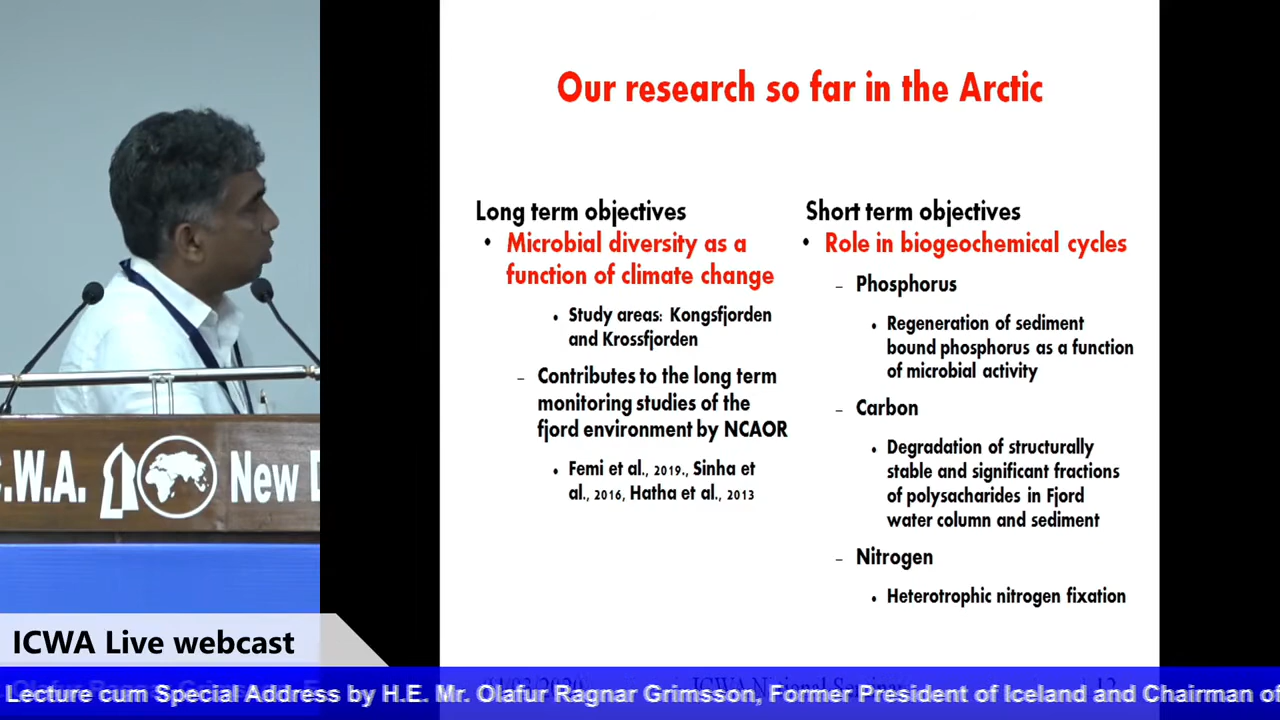 Our research so far in the Arctic
Long term objectives
• Microbial diversity as a
function of climate change
• Study areas: Kongsfjorden
and Krossfjorden
– Contributes to the long term
monitoring studies of the
fjord environment by NCAOR
• Femi et al., 2019., Sinha et
al., 2016, Hatha et al., 2013
Short term objectives
• Role in biogeochemical cycles
– Phosphorus
• Regeneration of sediment
bound phosphorus as a function
of microbial activity
– Carbon
• Degradation of structurally
stable and significant fractions
of polysacharides in Fjord
water column and sediment
– Nitrogen
• Heterotrophic nitrogen fixation
.W.A. New
ICWA Live webcast
Lecture cum Special Address by H.E. Mr. Olafur Ragnar Grimsson, Former President of Iceland and Chairman of